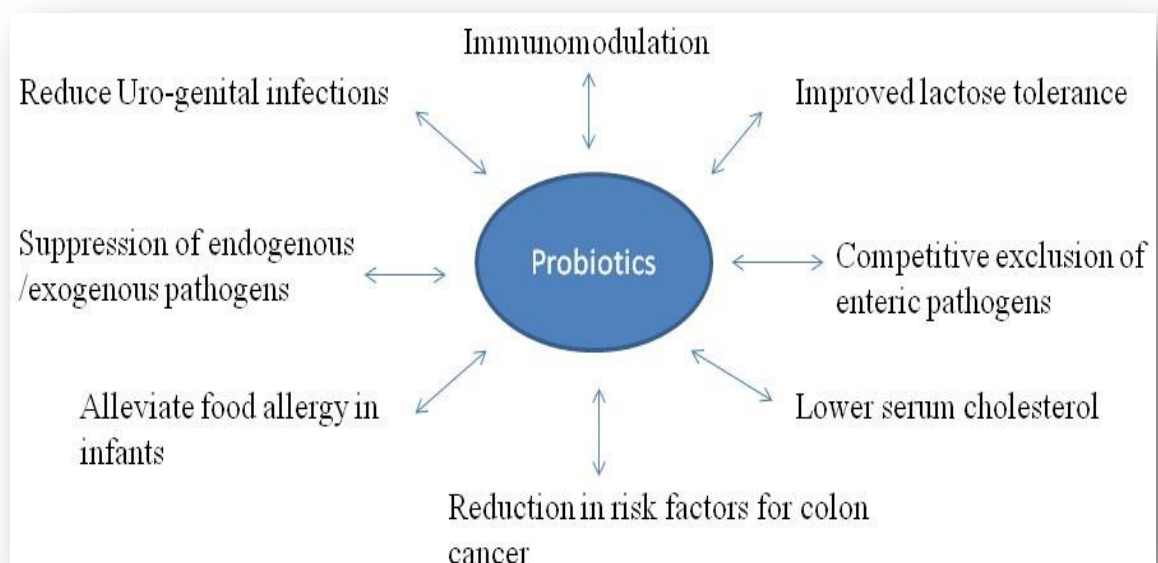 Immunomodulation
Reduce Uro-genital infections
Improved lactose tolerance
Suppression of endogenous
/exogenous pathogens
Probiotics
Competitive exclusion of
enteric pathogens
Alleviate food allergy in
infants
Lower serum cholesterol
Reduction in risk factors for colon
cancer